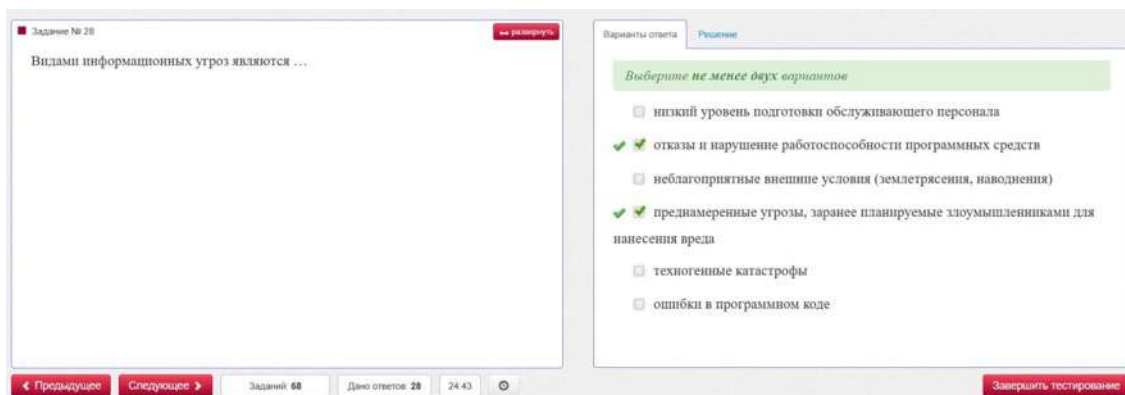 Задание № 28
развернуть
Видами информационных угроз являются …
Варианты ответа
Решение
Выберите не менее двух вариантов
низкий уровень подготовки обслуживающего персонала
отказы и нарушение работоспособности программных средств
неблагоприятные внешние условия (землетрясения, наводнения)
преднамеренные угрозы, заранее планируемые злоумышленниками для
нанесения вреда
техногенные катастрофы
ошибки в программном коде
Предыдущее
Следующее
Заданий: 68
Дано ответов: 28
24:43
Завершить тестирование